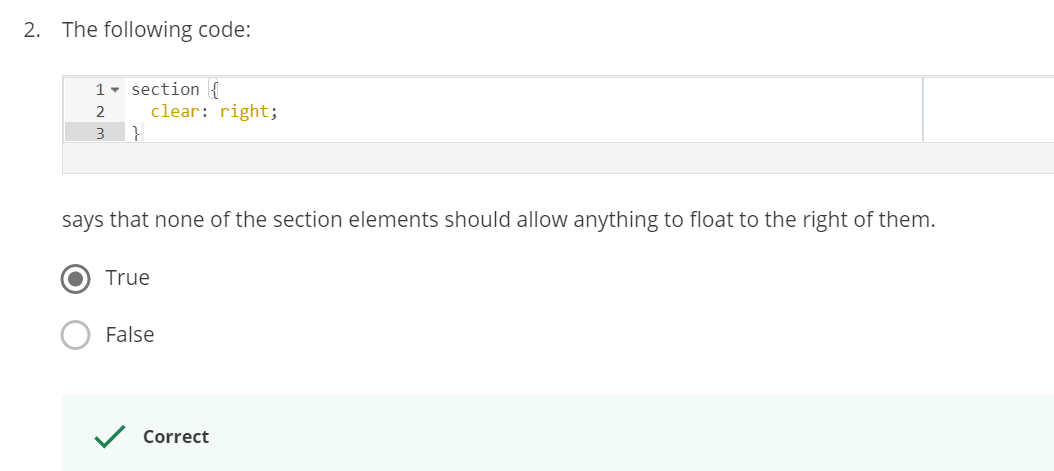 2. The following code:
1 section {
2 clear: right;
3 }
says that none of the section elements should allow anything to float to the right of them.
True
False
Correct